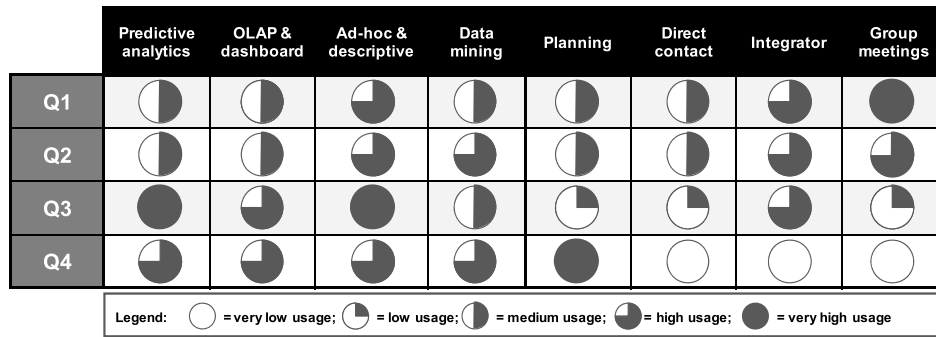 Predictive analytics
OLAP & dashboard
Ad-hoc & descriptive
Data mining
Planning
Direct contact
Integrator
Group meetings
Q1
Q2
Q3
Q4
Legend: = very low usage; = low usage; = medium usage; = high usage; = very high usage